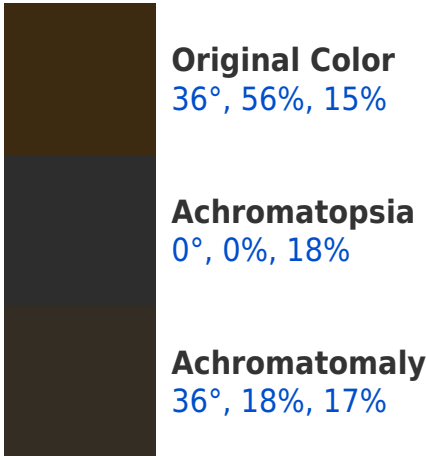 Original Color
36°, 56%, 15%
Achromatopsia
0°, 0%, 18%
Achromatomaly
36°, 18%, 17%